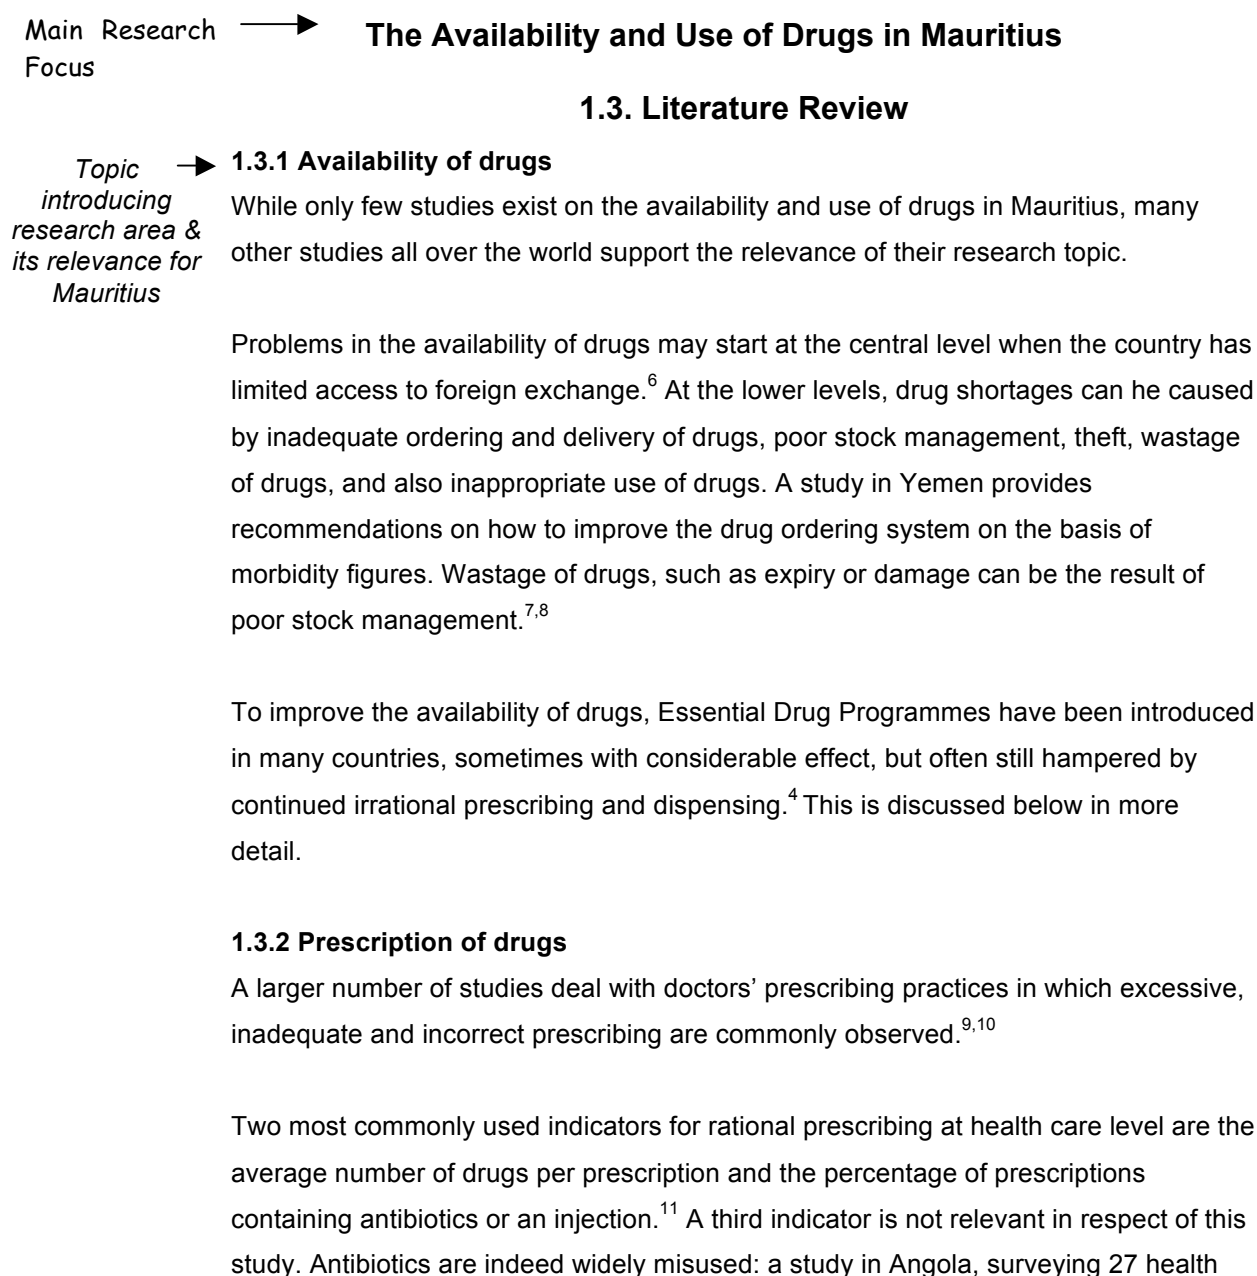 Main Research
Focus
The Availability and Use of Drugs in Mauritius
1.3. Literature Review
Topic
introducing
research area &
its relevance for
Mauritius
1.3.1 Availability of drugs
While only few studies exist on the availability and use of drugs in Mauritius, many
other studies all over the world support the relevance of their research topic.
Problems in the availability of drugs may start at the central level when the country has
limited access to foreign exchange.6 At the lower levels, drug shortages can he caused
by inadequate ordering and delivery of drugs, poor stock management, theft, wastage
of drugs, and also inappropriate use of drugs. A study in Yemen provides
recommendations on how to improve the drug ordering system on the basis of
morbidity figures. Wastage of drugs, such as expiry or damage can be the result of
poor stock management.7,8
To improve the availability of drugs, Essential Drug Programmes have been introduced
in many countries, sometimes with considerable effect, but often still hampered by
continued irrational prescribing and dispensing.4 This is discussed below in more
detail.
1.3.2 Prescription of drugs
A larger number of studies deal with doctors’ prescribing practices in which excessive,
inadequate and incorrect prescribing are commonly observed.9,10
Two most commonly used indicators for rational prescribing at health care level are the
average number of drugs per prescription and the percentage of prescriptions
containing antibiotics or an injection.11 A third indicator is not relevant in respect of this
study. Antibiotics are indeed widely misused: a study in Angola, surveying 27 health